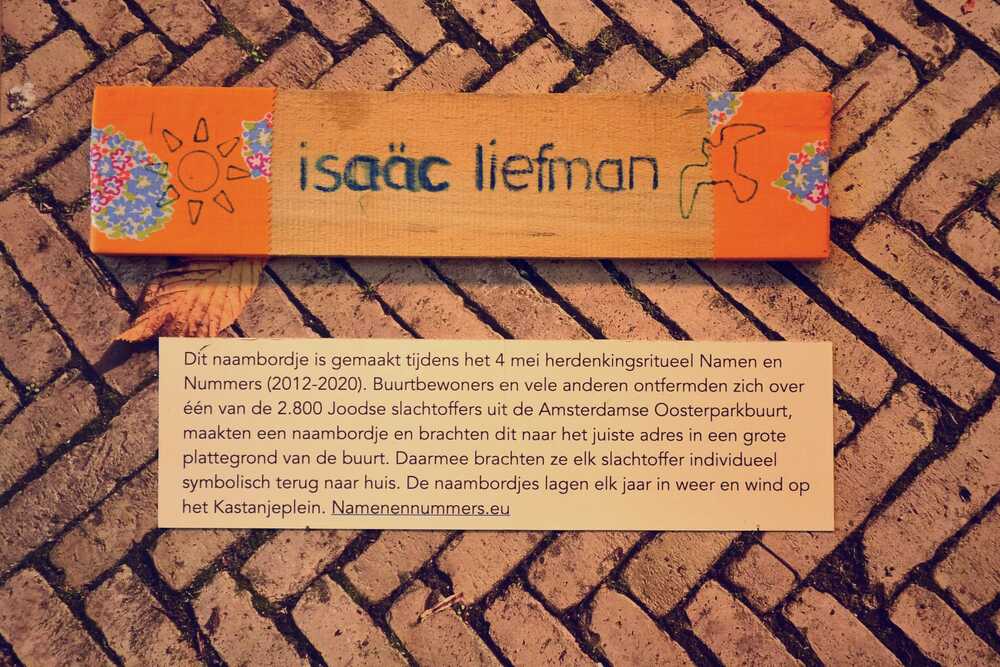 isaäc liefman
Dit naambordje is gemaakt tijdens het 4 mei herdenkingsritueel Namen en
Nummers (2012-2020). Buurtbewoners en vele anderen ontfermden zich over
één van de 2.800 Joodse slachtoffers uit de Amsterdamse Oosterparkbuurt,
maakten een naambordje en brachten dit naar het juiste adres in een grote
plattegrond van de buurt. Daarmee brachten ze elk slachtoffer individueel
symbolisch terug naar huis. De naambordjes lagen elk jaar in weer en wind op
het Kastanjeplein. Namenennummers.eu